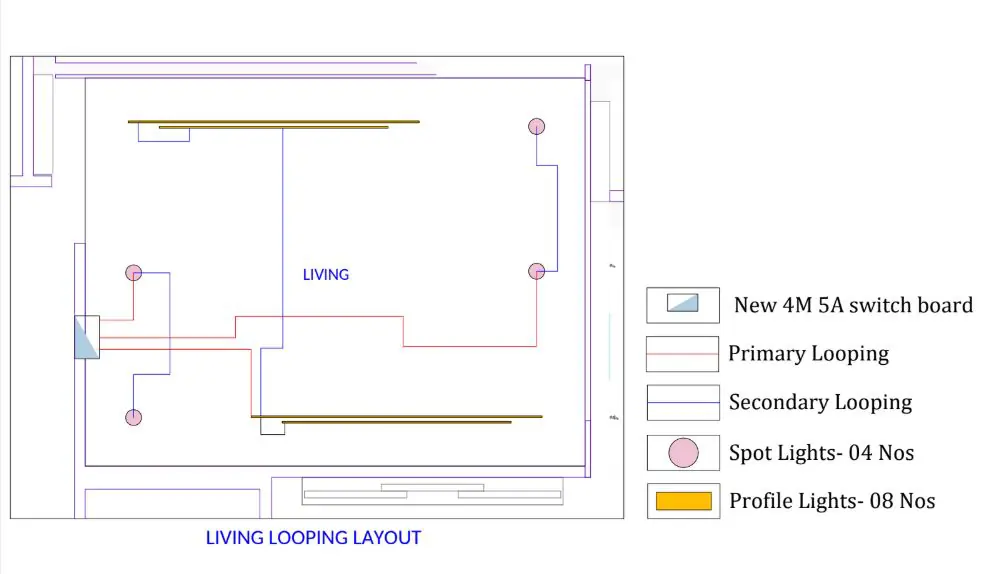 LIVING
New 4M 5A switch board
Primary Looping
Secondary Looping
Spot Lights- 04 Nos
Profile Lights- 08 Nos
LIVING LOOPING LAYOUT